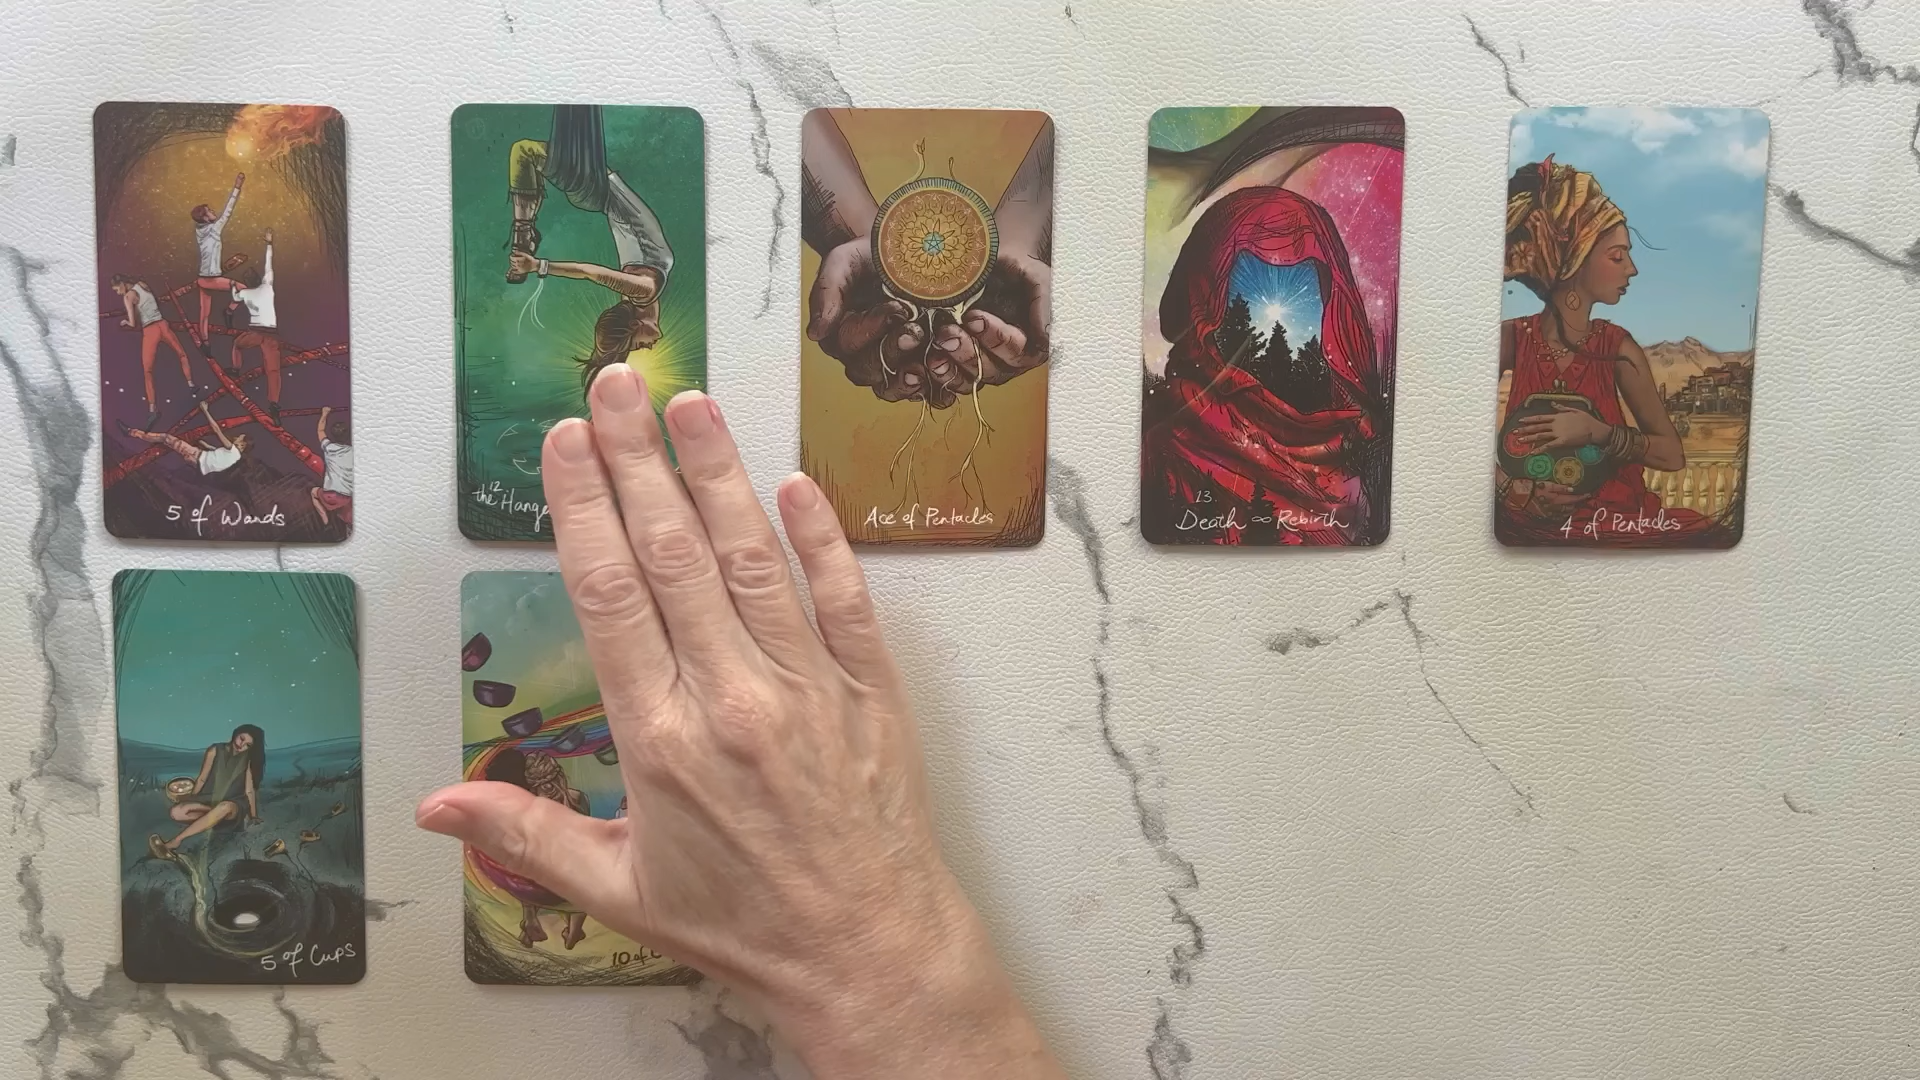 5 of Wands
12
the
Ace of Pentacles
13.
Death ∞ Rebirth
4 of Pentacles
5 of Cups
10 of